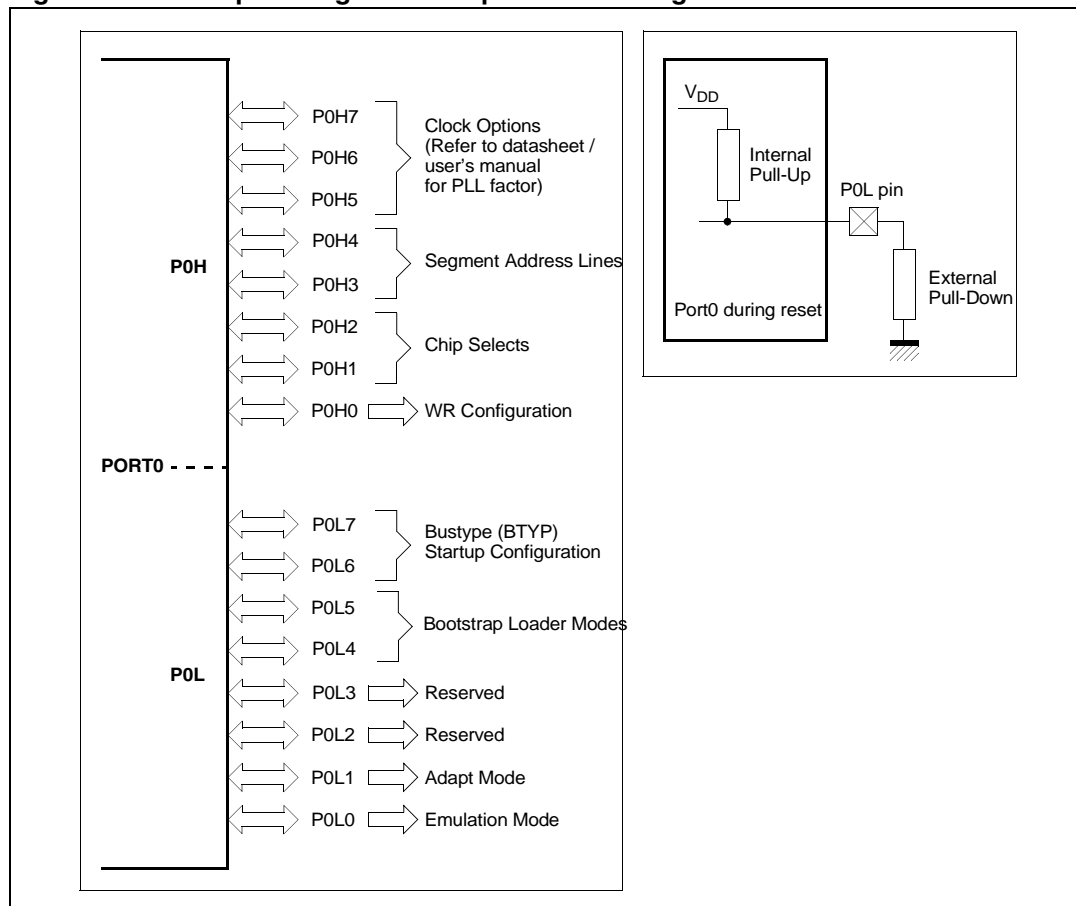 P0H7
P0H6
P0H5
Clock Options
(Refer to datasheet /
user's manual
for PLL factor)
P0H4
P0H3
Segment Address Lines
P0H
P0H2
P0H1
Chip Selects
P0H0
WR Configuration
PORT0
P0L7
P0L6
Bustype (BTYP)
Startup Configuration
P0L5
P0L4
Bootstrap Loader Modes
P0L
P0L3
Reserved
P0L2
Reserved
P0L1
Adapt Mode
P0L0
Emulation Mode
VDD
Internal
Pull-Up
P0L pin
External
Pull-Down
Port0 during reset